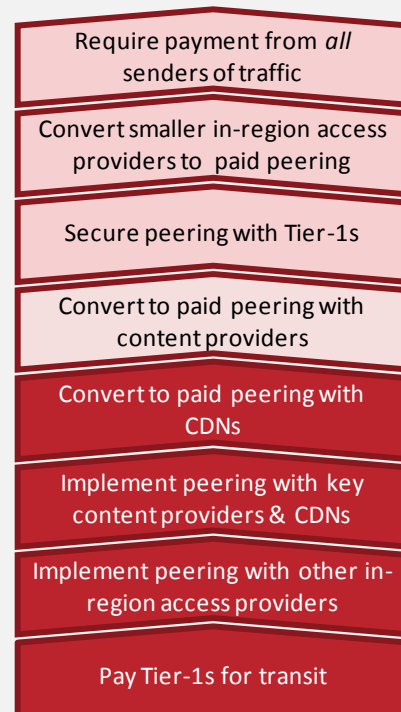 Require payment from all
senders of traffic
Convert smaller in-region access
providers to paid peering
Secure peering with Tier-1s
Convert to paid peering with
content providers
Convert to paid peering with
CDNs
Implement peering with key
content providers & CDNs
Implement peering with other in-
region access providers
Pay Tier-1s for transit